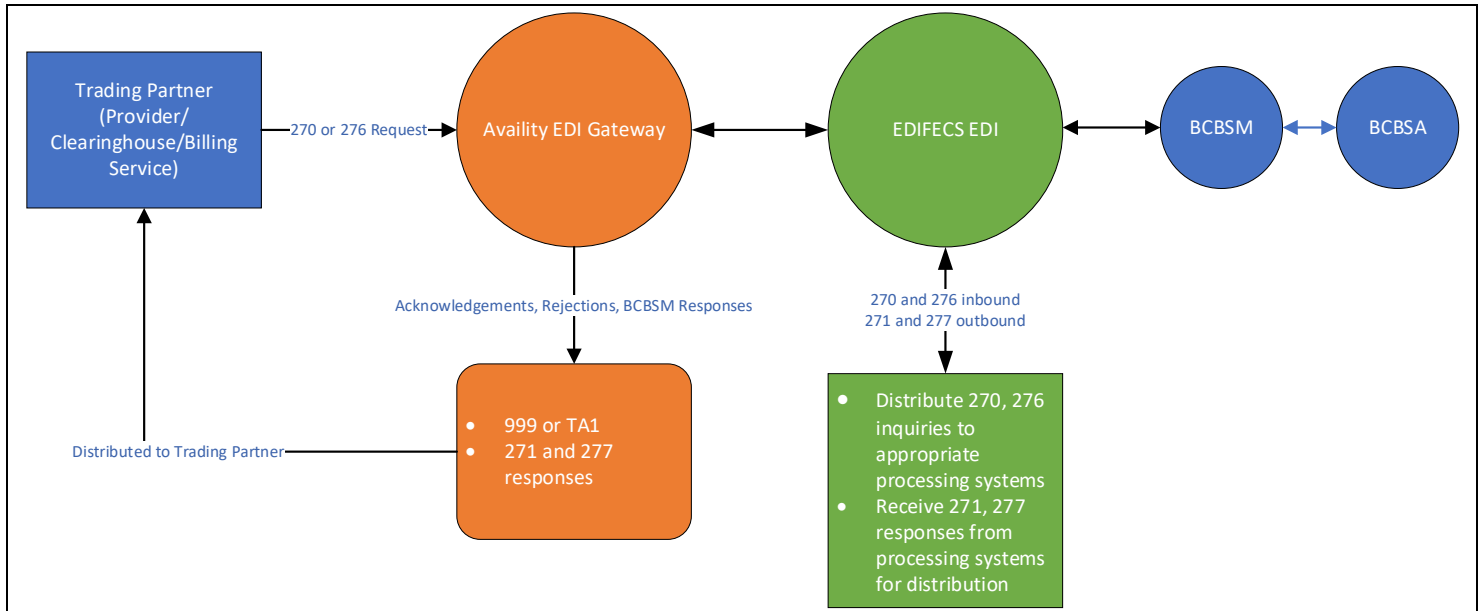 Trading Partner
(Provider/
Clearinghouse/Billing
Service)
270 or 276 Request
Availity EDI Gateway
EDIFECS EDI
BCBSM
BCBSA
Acknowledgements, Rejections, BCBSM Responses
270 and 276 inbound
271 and 277 outbound
Distributed to Trading Partner
• 999 or TA1
• 271 and 277
responses
• Distribute 270, 276
inquiries to
appropriate
processing systems
• Receive 271, 277
responses from
processing systems
for distribution